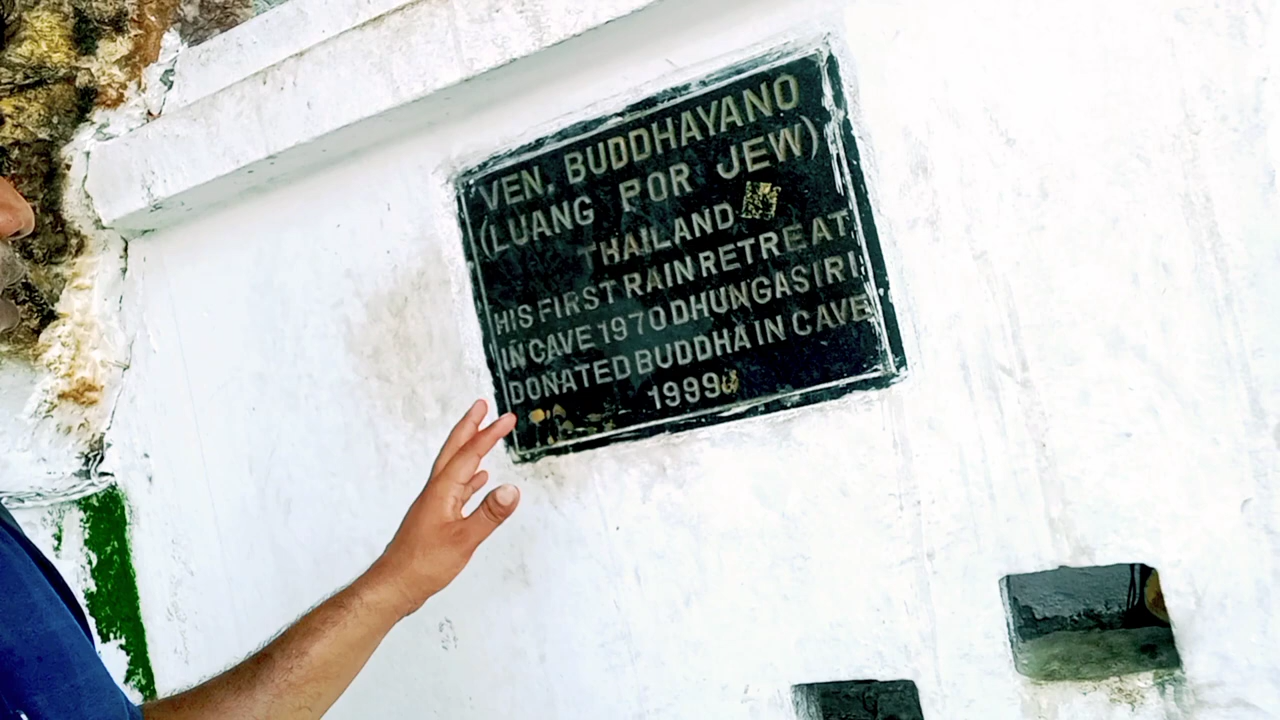 VEN. BUDDHAYANO
(LUANG POR JEW)
THAILAND
HIS FIRST RAIN RETREAT
IN CAVE 1970 DHUNGASIRI
DONATED BUDDHA IN CAVE
1999